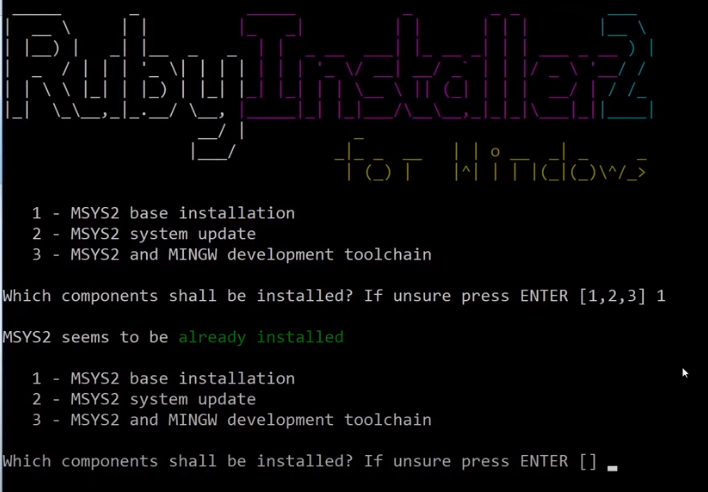 RubyInstaller2
for Windows
1 - MSYS2 base installation
2 - MSYS2 system update
3 - MSYS2 and MINGW development toolchain
Which components shall be installed? If unsure press ENTER [1,2,3] 1
MSYS2 seems to be already installed
1 - MSYS2 base installation
2 - MSYS2 system update
3 - MSYS2 and MINGW development toolchain
Which components shall be installed? If unsure press ENTER []